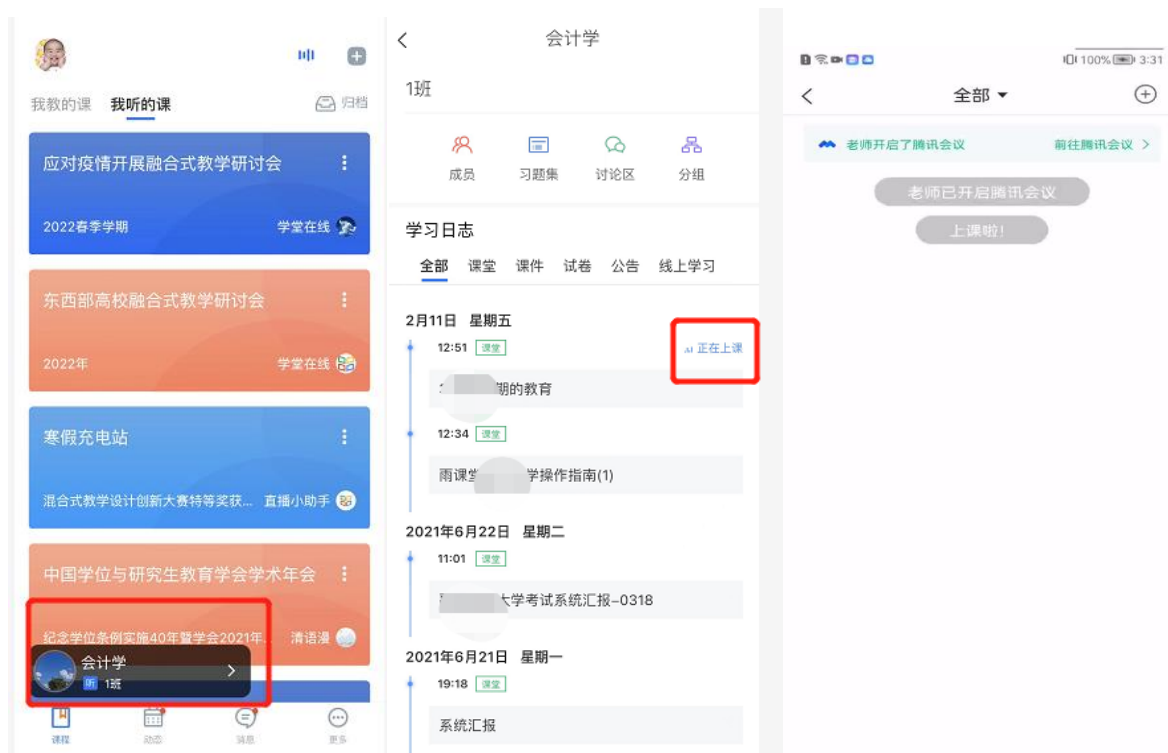 我教的课 我听的课 归档
应对疫情开展融合式教学研讨会
2022春季学期 学堂在线
东西部高校融合式教学研讨会
2022年 学堂在线
寒假充电站
混合式教学设计创新大赛特等奖获... 直播小助手
中国学位与研究生教育学会学术年会
纪念学位条例实施40年暨学会2021年... 清语漫
会计学
听 1班
课程 动态 消息 更多
会计学
1班
成员 习题集 讨论区 分组
学习日志
全部 课堂 课件 试卷 公告 线上学习
2月11日 星期五
12:51 课堂 正在上课
期的教育
12:34 课堂
雨课堂 学操作指南(1)
2021年6月22日 星期二
11:01 课堂
大学考试系统汇报-0318
2021年6月21日 星期一
19:18 课堂
系统汇报
100% 3:31
全部
老师开启了腾讯会议 前往腾讯会议
老师已开启腾讯会议
上课啦!